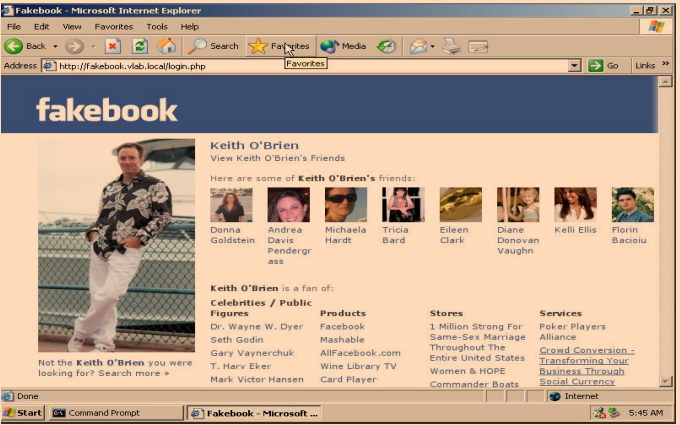 Fakebook - Microsoft Internet Explorer
File Edit View Favorites Tools Help
Back Search Favorites Media
Address http://fakebook.vlab.local/login.php Go Links »
Favorites
fakebook
Keith O'Brien
View Keith O'Brien's Friends
Here are some of Keith O'Brien's friends:
Donna Goldstein
Andrea Davis Pendergrass
Michaela Hardt
Tricia Bard
Eileen Clark
Diane Donovan Vaughn
Kelli Ellis
Florin Bacioiu
Not the Keith O'Brien you were
looking for? Search more »
Keith O'Brien is a fan of:
Celebrities / Public
Figures
Dr. Wayne W. Dyer
Seth Godin
Gary Vaynerchuk
T. Harv Eker
Mark Victor Hansen
Products
Facebook
Mashable
AllFacebook.com
Wine Library TV
Card Player
Stores
1 Million Strong For
Same-Sex Marriage
Throughout The
Entire United States
Women & HOPE
Commander Boats
Services
Poker Players
Alliance
Crowd Conversion -
Transforming Your
Business Through
Social Currency
Done Internet
Start Command Prompt Fakebook - Microsoft ... 5:45 AM